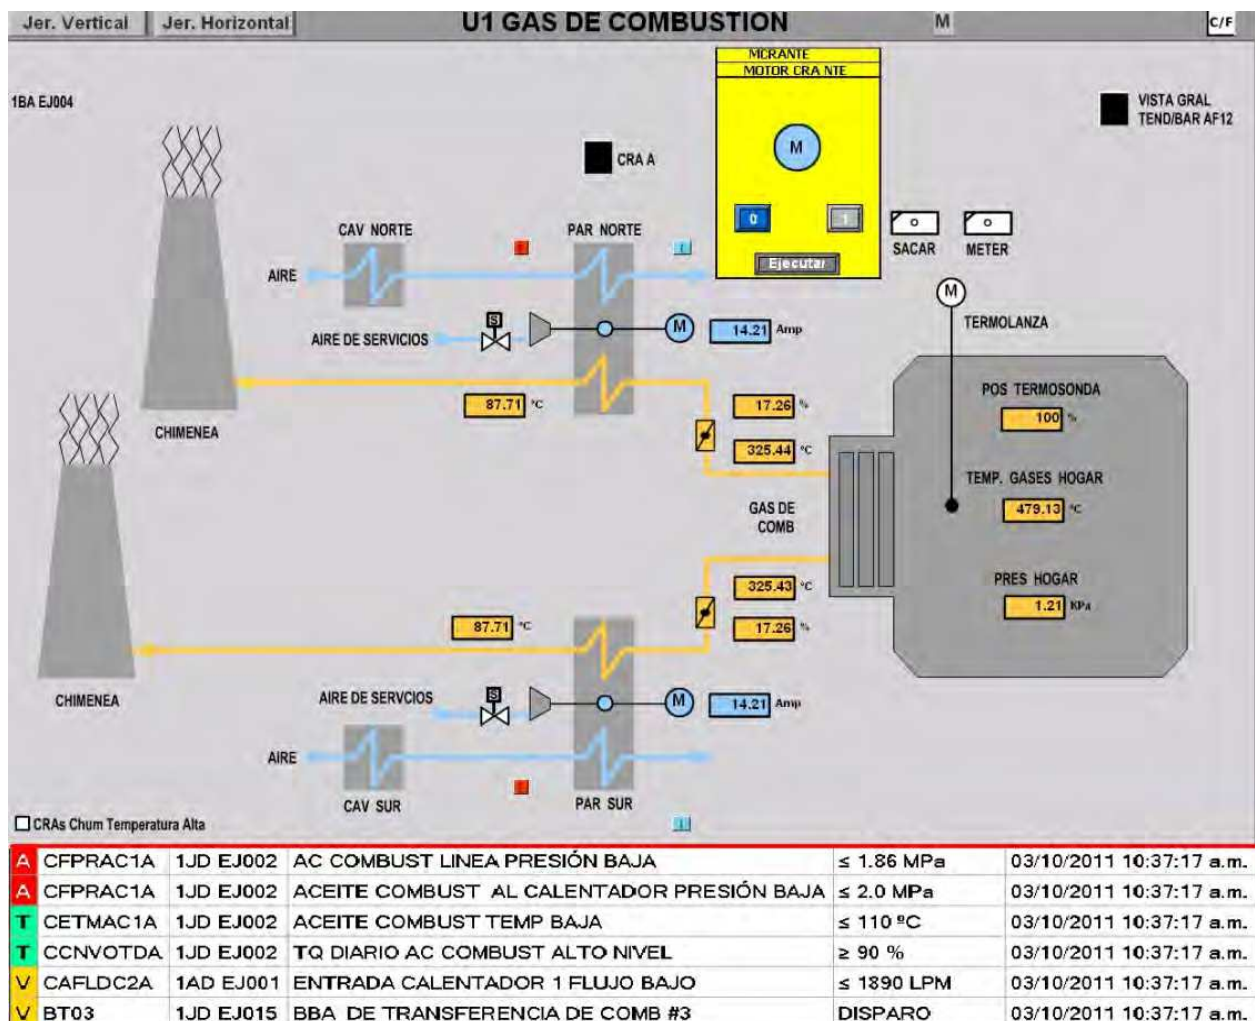 Jer. Vertical Jer. Horizontal U1 GAS DE COMBUSTION M C/F
MCRANTE
MOTOR CRA NTE
1BA EJ004
VISTA GRAL
TEND/BAR AF12
M
CRA A
0 1
CAV NORTE PAR NORTE
SACAR METER
AIRE
Ejecutar
M
TERMOLANZA
S
AIRE DE SERVICIOS M 14.21 Amp
POS TERMOSONDA
100 %
87.71 ºC 17.26 %
CHIMENEA
325.44 ºC
TEMP. GASES HOGAR
479.13 ºC
GAS DE
COMB
PRES HOGAR
1.21 KPa
325.43 ºC
87.71 ºC 17.26 %
CHIMENEA
AIRE DE SERVCIOS S M 14.21 Amp
AIRE
CAV SUR PAR SUR
CRAs Chum Temperatura Alta
A CFPRAC1A 1JD EJ002 AC COMBUST LINEA PRESIÓN BAJA ≤ 1.86 MPa 03/10/2011 10:37:17 a.m.
A CFPRAC1A 1JD EJ002 ACEITE COMBUST AL CALENTADOR PRESIÓN BAJA ≤ 2.0 MPa 03/10/2011 10:37:17 a.m.
T CETMAC1A 1JD EJ002 ACEITE COMBUST TEMP BAJA ≤ 110 ºC 03/10/2011 10:37:17 a.m.
T CCNVOTDA 1JD EJ002 TQ DIARIO AC COMBUST ALTO NIVEL ≥ 90 % 03/10/2011 10:37:17 a.m.
V CAFLDC2A 1AD EJ001 ENTRADA CALENTADOR 1 FLUJO BAJO ≤ 1890 LPM 03/10/2011 10:37:17 a.m.
V BT03 1JD EJ015 BBA DE TRANSFERENCIA DE COMB #3 DISPARO 03/10/2011 10:37:17 a.m.